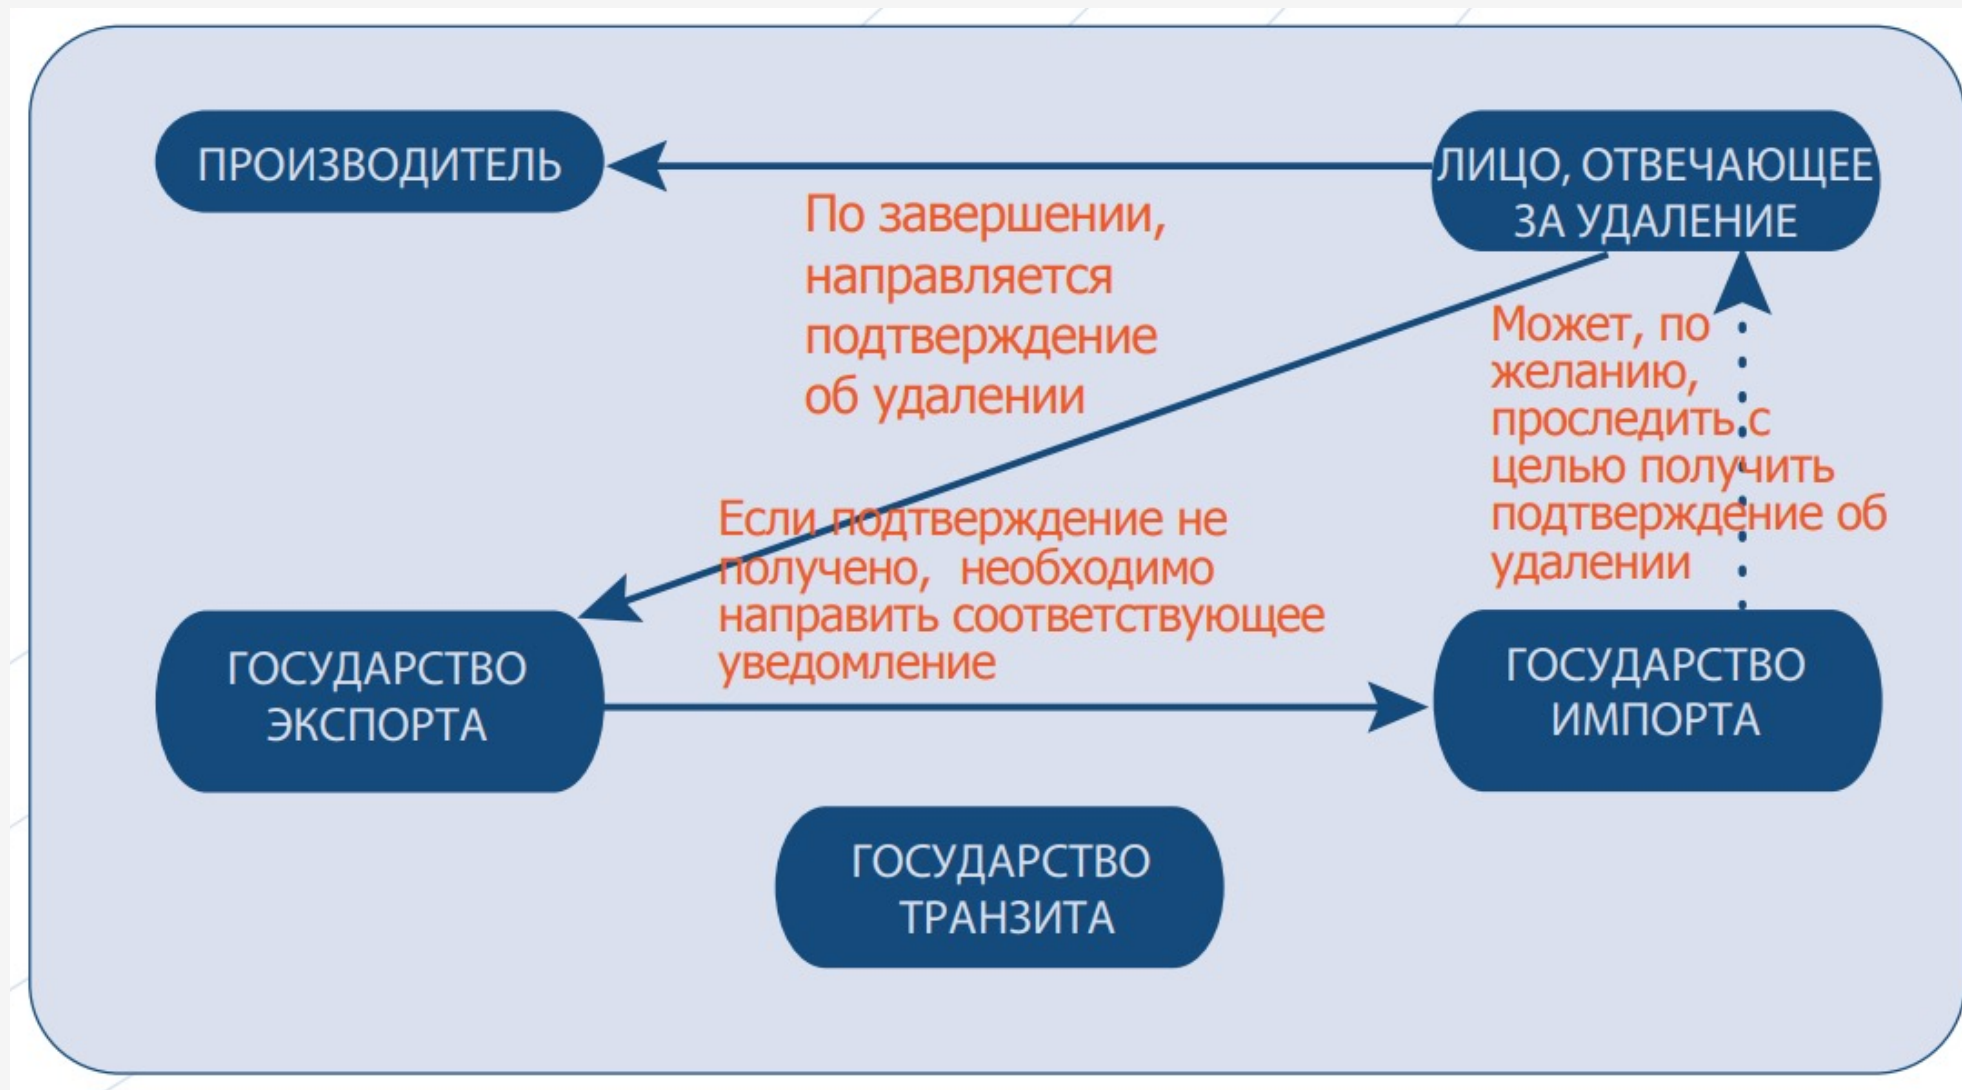 ПРОИЗВОДИТЕЛЬ
ЛИЦО, ОТВЕЧАЮЩЕЕ
ЗА УДАЛЕНИЕ
По завершении,
направляется
подтверждение
об удалении
Может, по
желанию,
проследить с
целью получить
подтверждение об
удалении
Если подтверждение не
получено, необходимо
направить соответствующее
уведомление
ГОСУДАРСТВО
ЭКСПОРТА
ГОСУДАРСТВО
ИМПОРТА
ГОСУДАРСТВО
ТРАНЗИТА